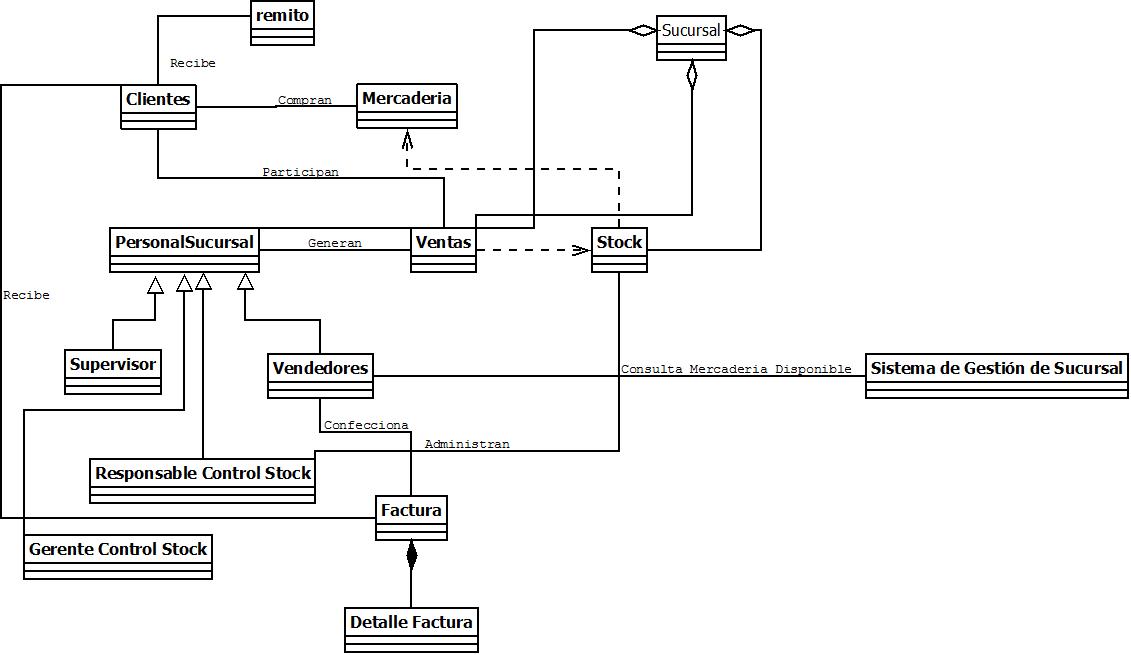 remito
Sucursal
Recibe
Clientes
Compran
Mercaderia
Participan
PersonalSucursal
Generan
Ventas
Stock
Recibe
Supervisor
Vendedores
Consulta Mercaderia Disponible
Sistema de Gestión de Sucursal
Confecciona
Administran
Responsable Control Stock
Factura
Gerente Control Stock
Detalle Factura